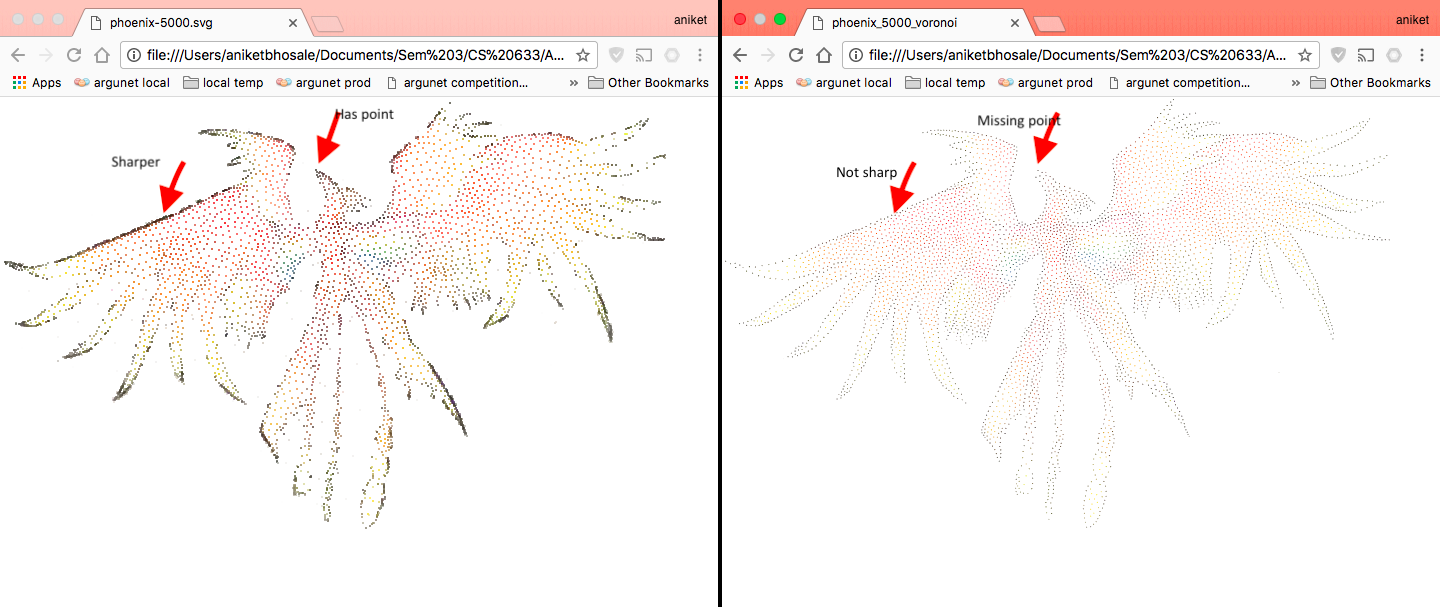 phoenix-5000.svg
aniket
file:///Users/aniketbhosale/Documents/Sem%203/CS%20633/A...
Apps
argunet local
local temp
argunet prod
argunet competition...
»
Other Bookmarks
Has point
Sharper
phoenix_5000_voronoi
aniket
file:///Users/aniketbhosale/Documents/Sem%203/CS%20633/A...
Apps
argunet local
local temp
argunet prod
argunet competition...
»
Other Bookmarks
Missing point
Not sharp